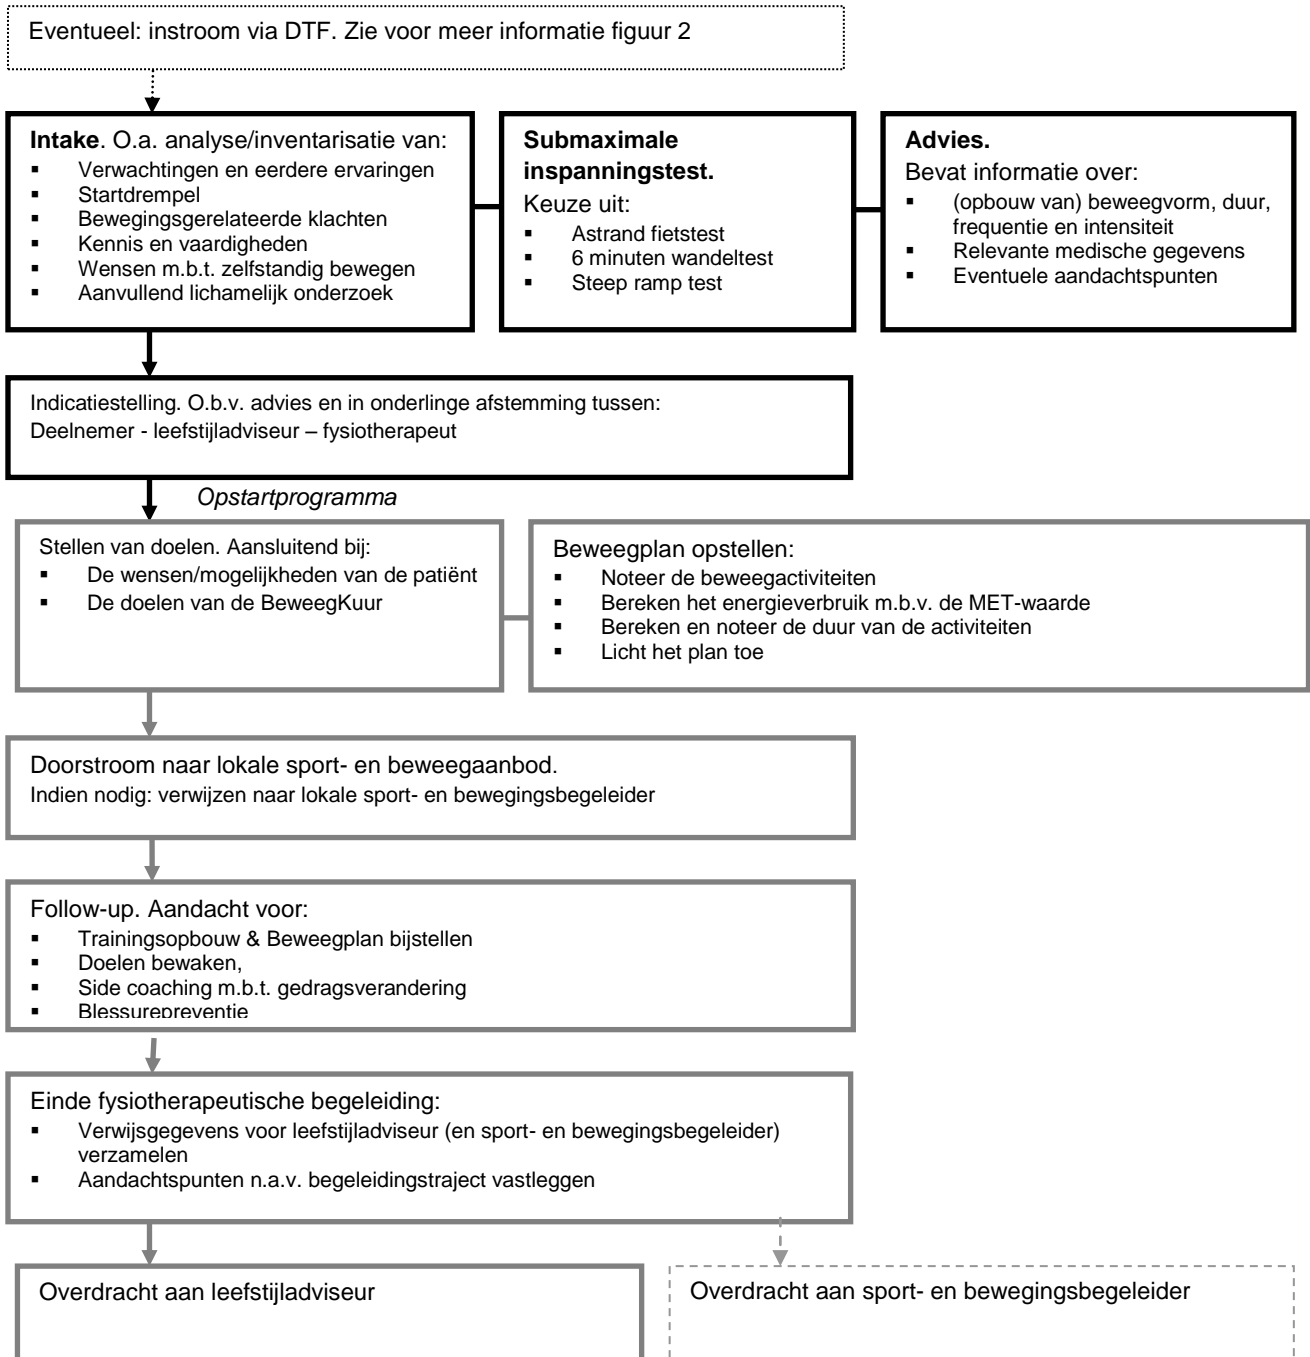 Eventueel: instroom via DTF. Zie voor meer informatie figuur 2
Intake. O.a. analyse/inventarisatie van:
▪ Verwachtingen en eerdere ervaringen
▪ Startdrempel
▪ Bewegingsgerelateerde klachten
▪ Kennis en vaardigheden
▪ Wensen m.b.t. zelfstandig bewegen
▪ Aanvullend lichamelijk onderzoek
Submaximale
inspanningstest.
Keuze uit:
▪ Astrand fietstest
▪ 6 minuten wandeltest
▪ Steep ramp test
Advies.
Bevat informatie over:
▪ (opbouw van) beweegvorm, duur,
frequentie en intensiteit
▪ Relevante medische gegevens
▪ Eventuele aandachtspunten
Indicatiestelling. O.b.v. advies en in onderlinge afstemming tussen:
Deelnemer - leefstijladviseur – fysiotherapeut
Opstartprogramma
Stellen van doelen. Aansluitend bij:
▪ De wensen/mogelijkheden van de patiënt
▪ De doelen van de BeweegKuur
Beweegplan opstellen:
▪ Noteer de beweegactiviteiten
▪ Bereken het energieverbruik m.b.v. de MET-waarde
▪ Bereken en noteer de duur van de activiteiten
▪ Licht het plan toe
Doorstroom naar lokale sport- en beweegaanbod.
Indien nodig: verwijzen naar lokale sport- en bewegingsbegeleider
Follow-up. Aandacht voor:
▪ Trainingsopbouw & Beweegplan bijstellen
▪ Doelen bewaken,
▪ Side coaching m.b.t. gedragsverandering
▪ Blessurepreventie
Einde fysiotherapeutische begeleiding:
▪ Verwijsgegevens voor leefstijladviseur (en sport- en bewegingsbegeleider)
verzamelen
▪ Aandachtspunten n.a.v. begeleidingstraject vastleggen
Overdracht aan leefstijladviseur
Overdracht aan sport- en bewegingsbegeleider